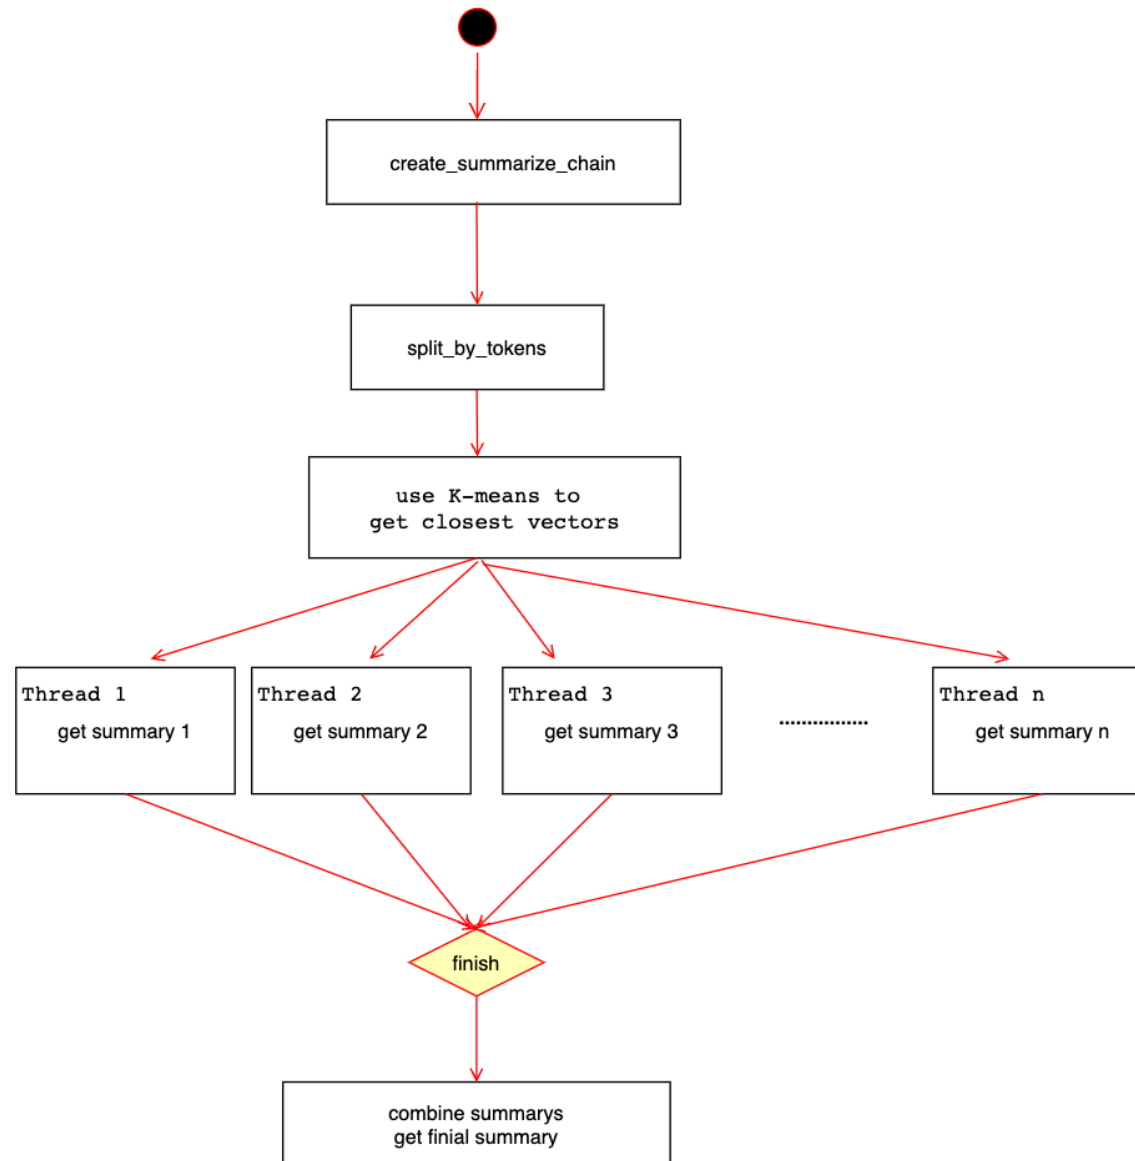 create_summarize_chain
split_by_tokens
use K-means to
get closest vectors
Thread 1
get summary 1
Thread 2
get summary 2
Thread 3
get summary 3
................
Thread n
get summary n
finish
combine summarys
get finial summary